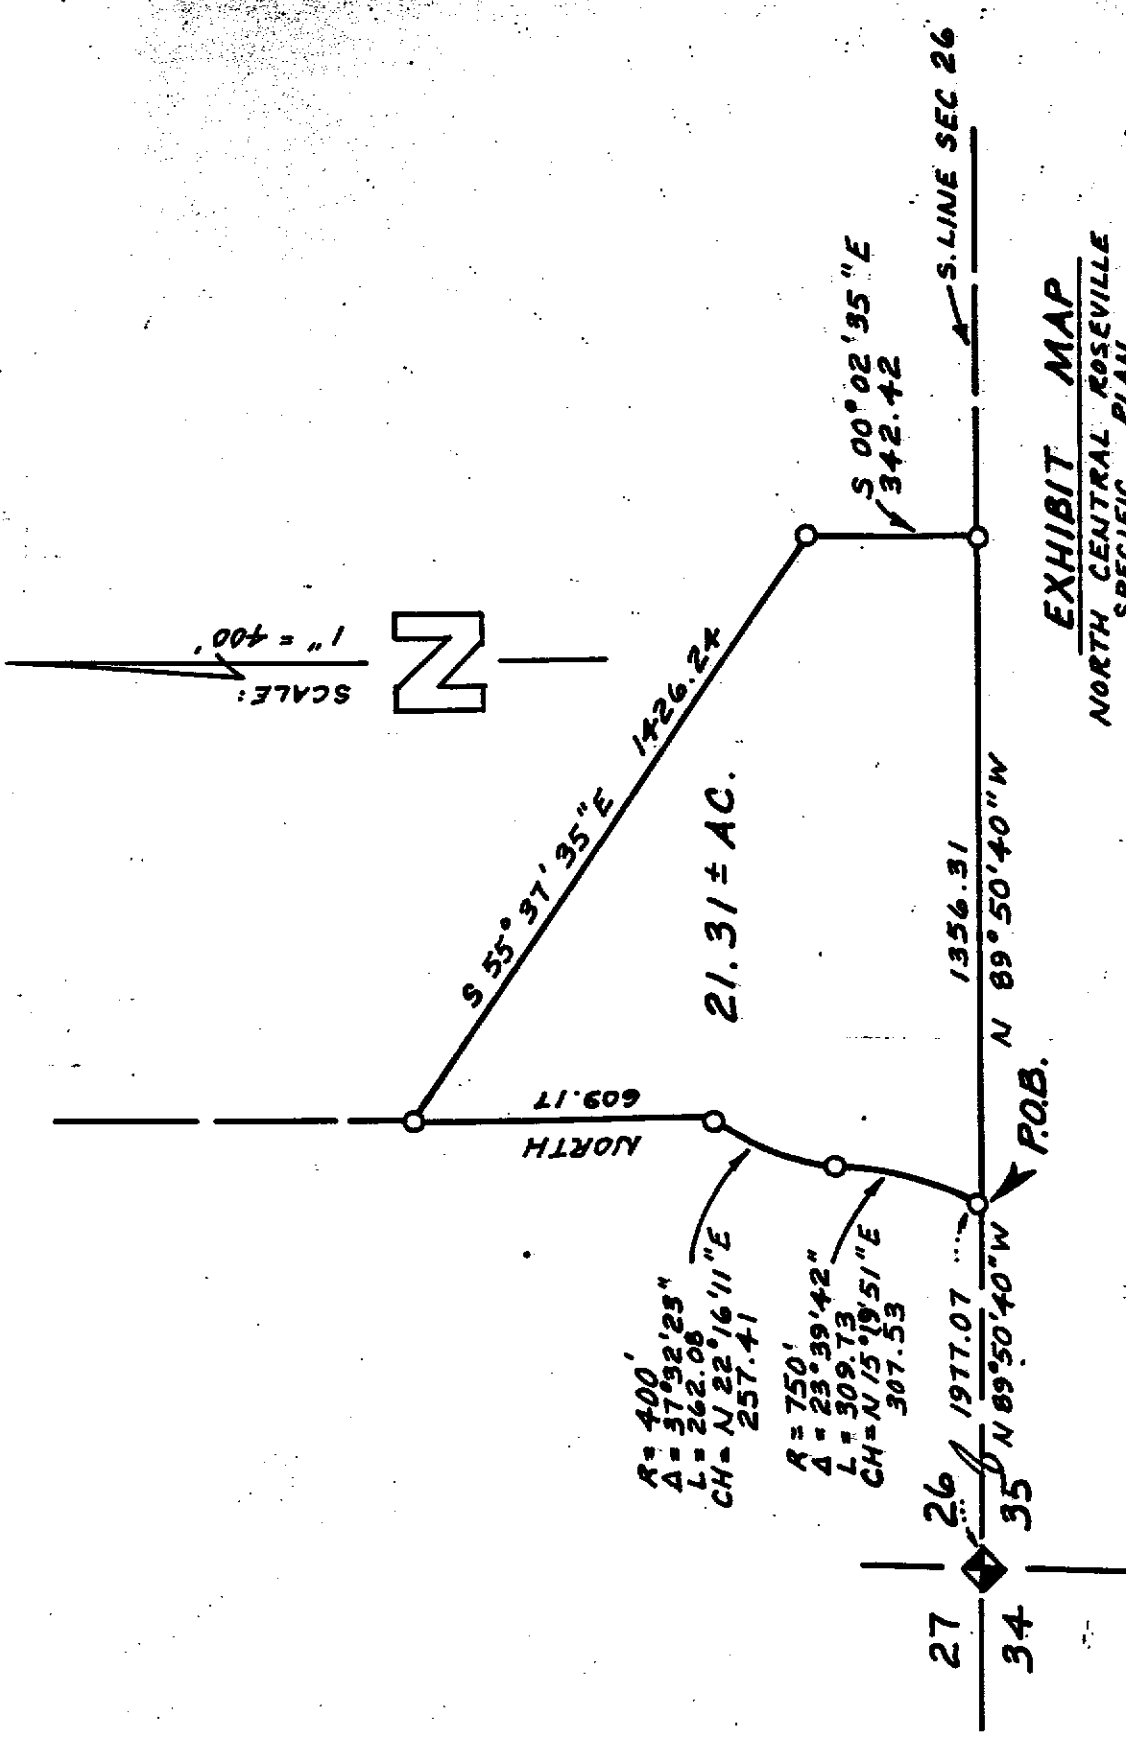 SCALE:
1" = 400'
N
S 55° 37' 35" E 1426.24
NORTH
609.17
21.31 ± AC.
S 00° 02' 35" E
342.42
R = 400'
Δ = 37° 32' 23"
L = 262.08
CH = N 22° 16' 11" E
257.41
R = 750'
Δ = 23° 39' 42"
L = 309.73
CH = N 15° 19' 51" E
307.53
S. LINE SEC 26
1356.31
N 89° 50' 40" W
1977.07
N 89° 50' 40" W
P.O.B.
27 26
34 35
EXHIBIT MAP
NORTH CENTRAL ROSEVILLE
SPECIFIC PLAN